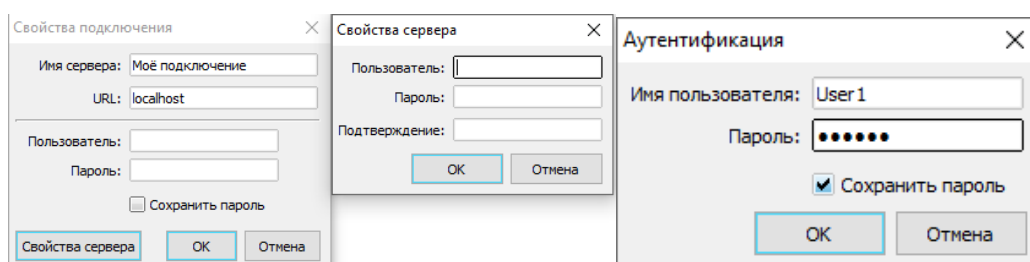 Свойства подключения
Имя сервера: Моё подключение
URL: localhost
Пользователь:
Пароль:
Сохранить пароль
Свойства сервера OK Отмена
Свойства сервера
Пользователь:
Пароль:
Подтверждение:
OK Отмена
Аутентификация
Имя пользователя: User1
Пароль: ••••••
Сохранить пароль
OK Отмена